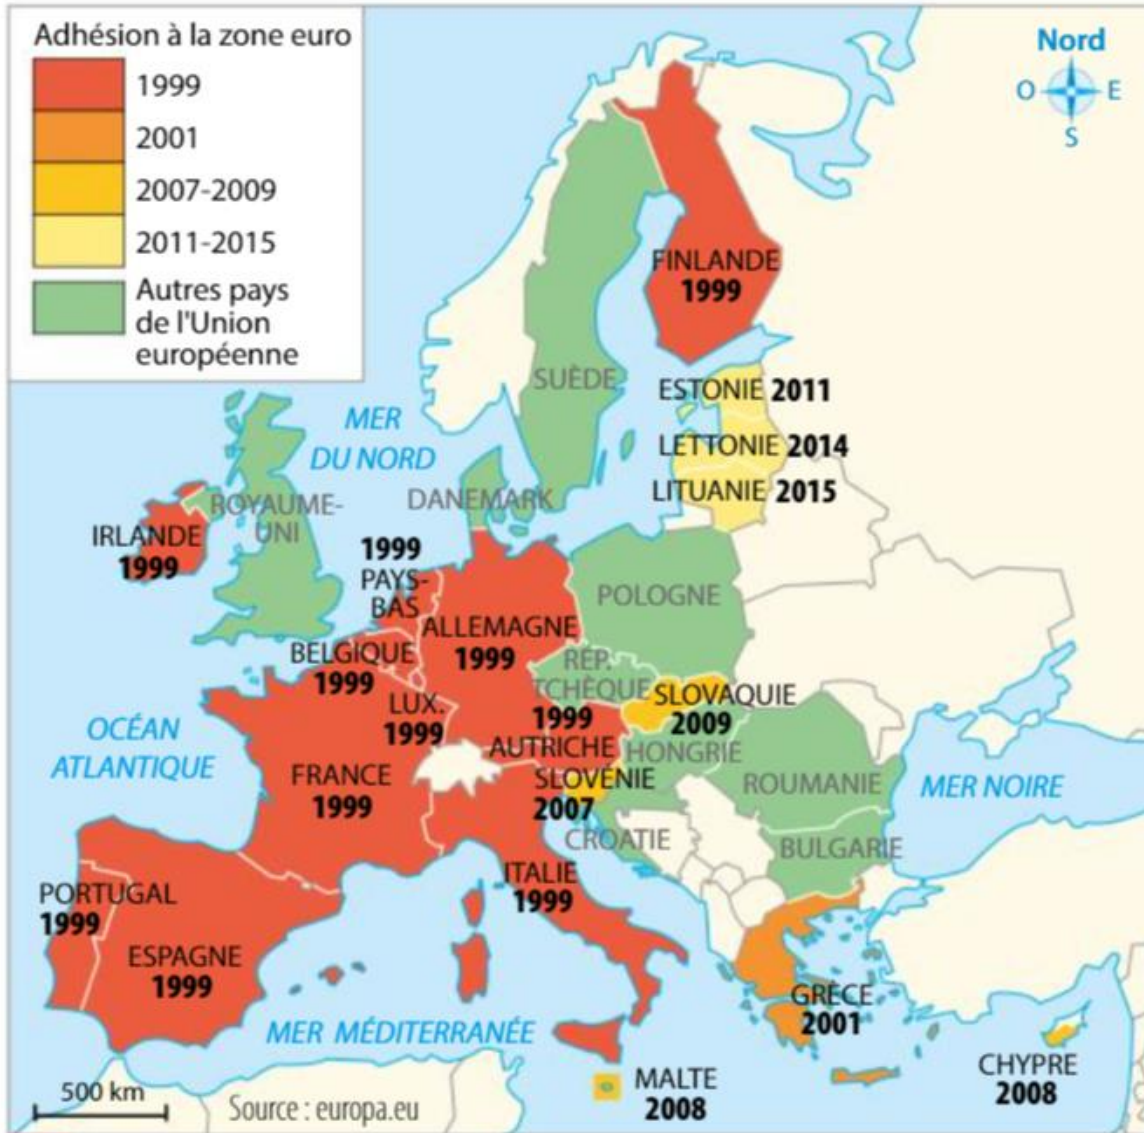 Adhésion à la zone euro
1999
2001
2007-2009
2011-2015
Autres pays
de l'Union
européenne
Nord
O
E
S
FINLANDE
1999
SUÈDE
ESTONIE 2011
LETTONIE 2014
LITUANIE 2015
MER
DU NORD
DANEMARK
ROYAUME-
UNI
IRLANDE
1999
1999
PAYS-
BAS
ALLEMAGNE
1999
POLOGNE
BELGIQUE
1999
RÉP.
TCHÈQUE
SLOVAQUIE
2009
LUX.
1999
1999
AUTRICHE
HONGRIE
OCÉAN
ATLANTIQUE
FRANCE
1999
SLOVÉNIE
2007
ROUMANIE
MER NOIRE
CROATIE
BULGARIE
ITALIE
1999
PORTUGAL
1999
ESPAGNE
1999
GRÈCE
2001
MER MÉDITERRANÉE
CHYPRE
2008
MALTE
2008
500 km
Source : europa.eu